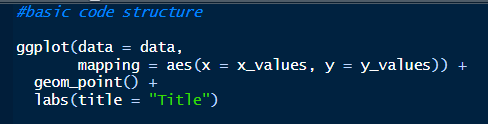 #basic code structure
ggplot(data = data,
       mapping = aes(x = x_values, y = y_values)) +
  geom_point() +
  labs(title = "Title")